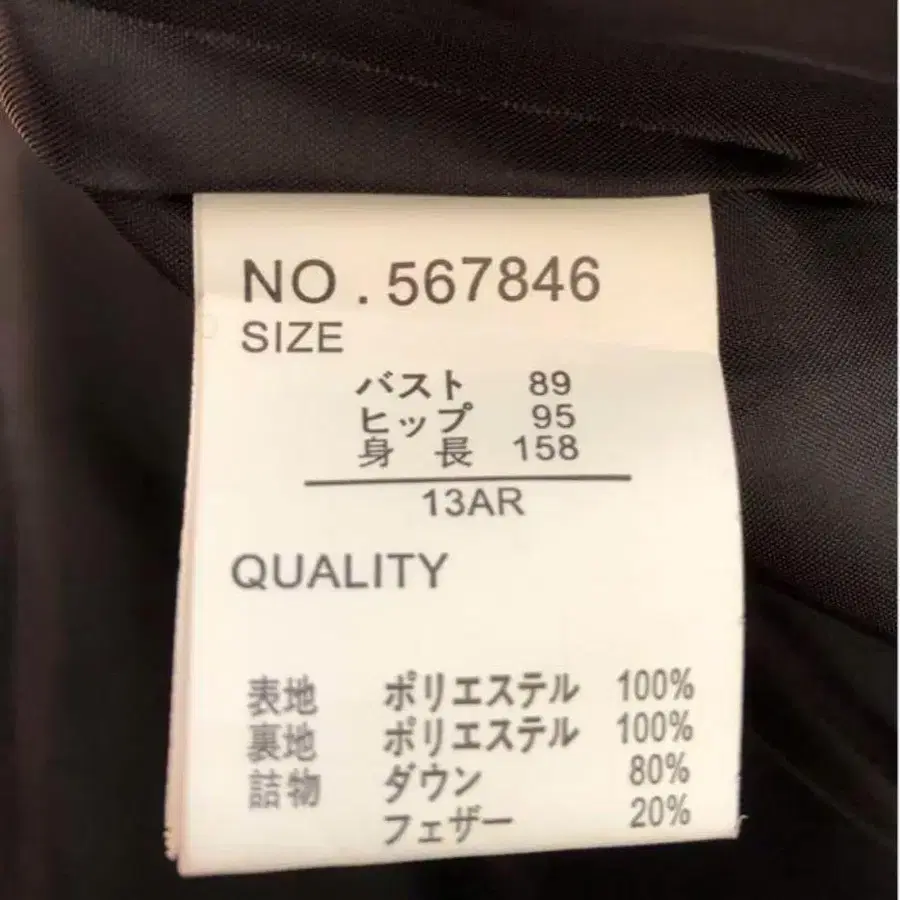 NO.567846
SIZE
バスト 89
ヒップ 95
身長 158
13AR
QUALITY
表地 ポリエステル 100%
裏地 ポリエステル 100%
詰物 ダウン 80%
フェザー 20%